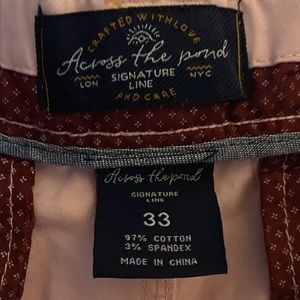 CRAFTED WITH LOVE
Across the pond
LON SIGNATURE NYC
LINE
AND CARE
Across the pond
SIGNATURE
LINE
33
97% COTTON
3% SPANDEX
MADE IN CHINA